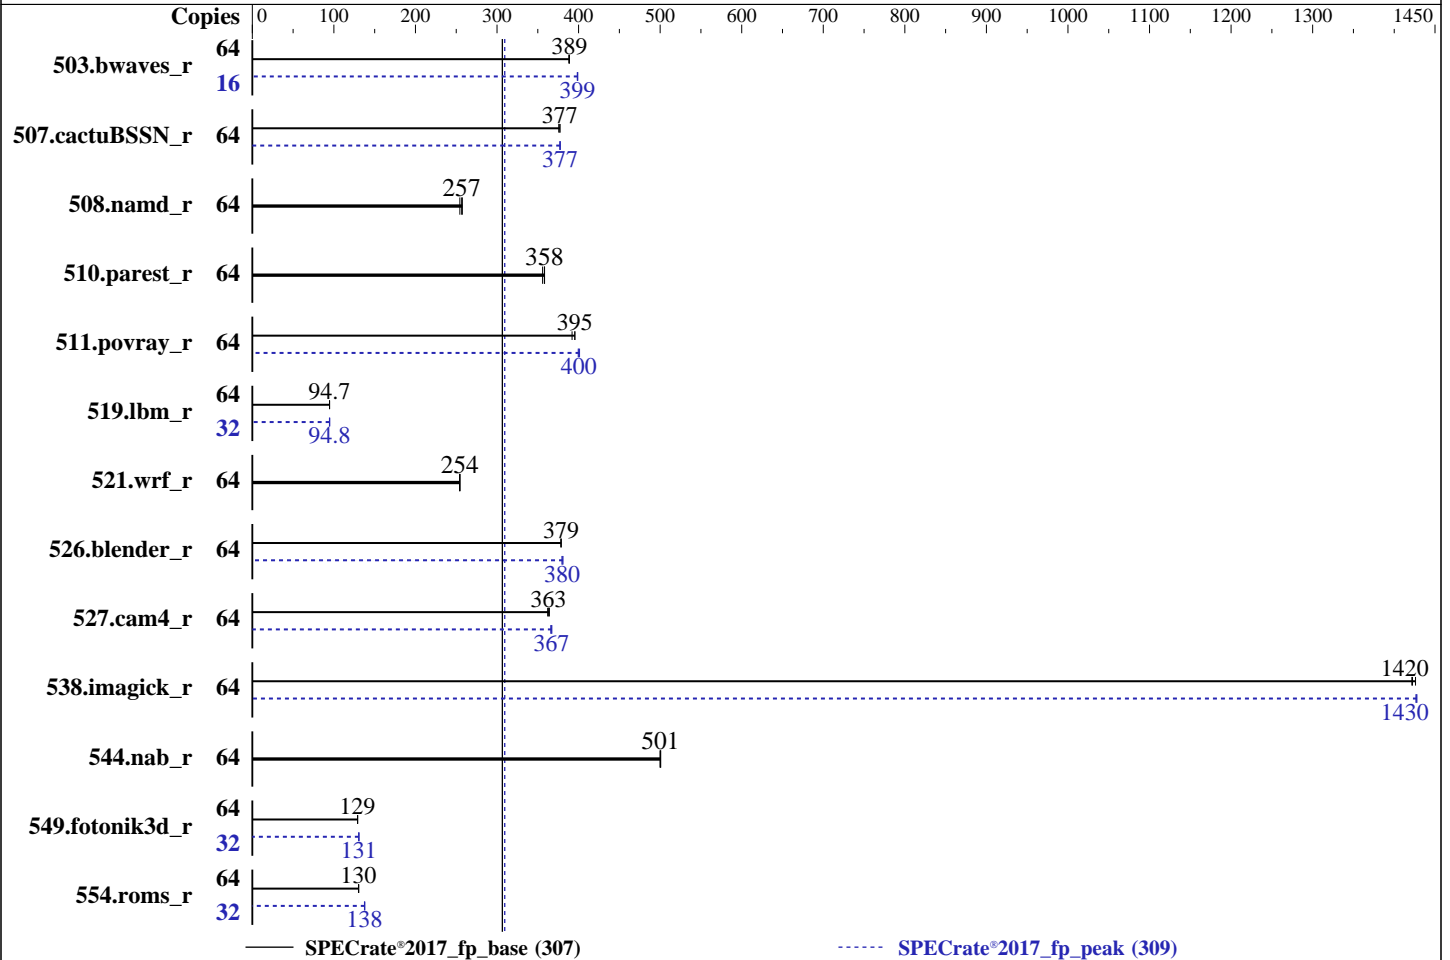 Copies 0 100 200 300 400 500 600 700 800 900 1000 1100 1200 1300 1450
503.bwaves_r 64 389
16 399
507.cactuBSSN_r 64 377
377
508.namd_r 64 257
510.parest_r 64 358
511.povray_r 64 395
400
519.lbm_r 64 94.7
32 94.8
521.wrf_r 64 254
526.blender_r 64 379
380
527.cam4_r 64 363
367
538.imagick_r 64 1420
1430
544.nab_r 64 501
549.fotonik3d_r 64 129
32 131
554.roms_r 64 130
32 138
SPECrate®2017_fp_base (307) SPECrate®2017_fp_peak (309)